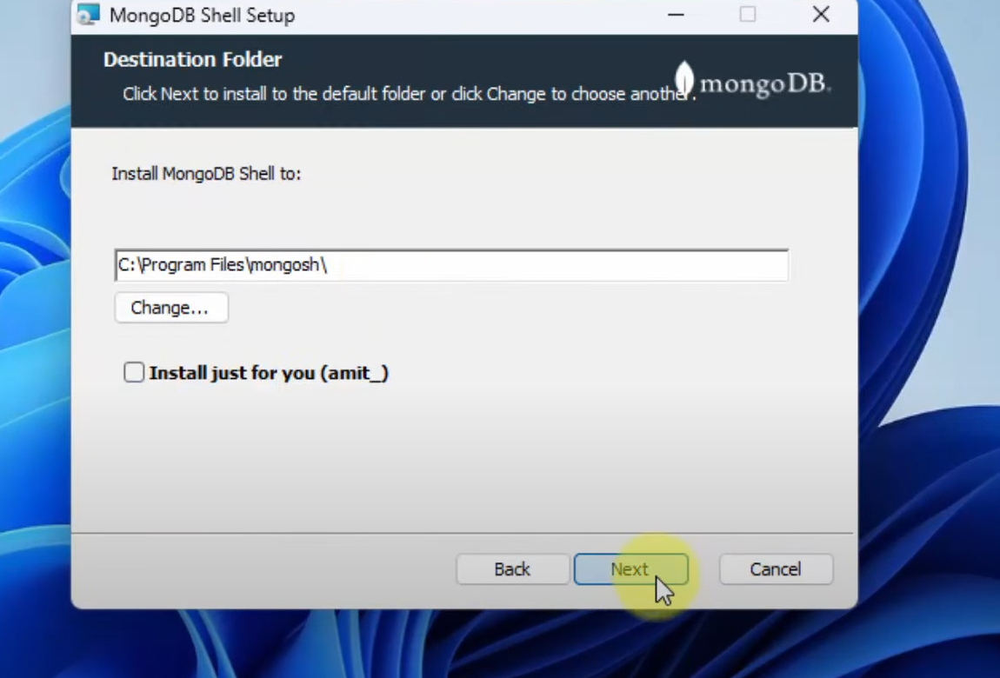 MongoDB Shell Setup
Destination Folder
Click Next to install to the default folder or click Change to choose another.
mongoDB.
Install MongoDB Shell to:
C:\Program Files\mongosh\
Change...
Install just for you (amit_)
Back
Next
Cancel